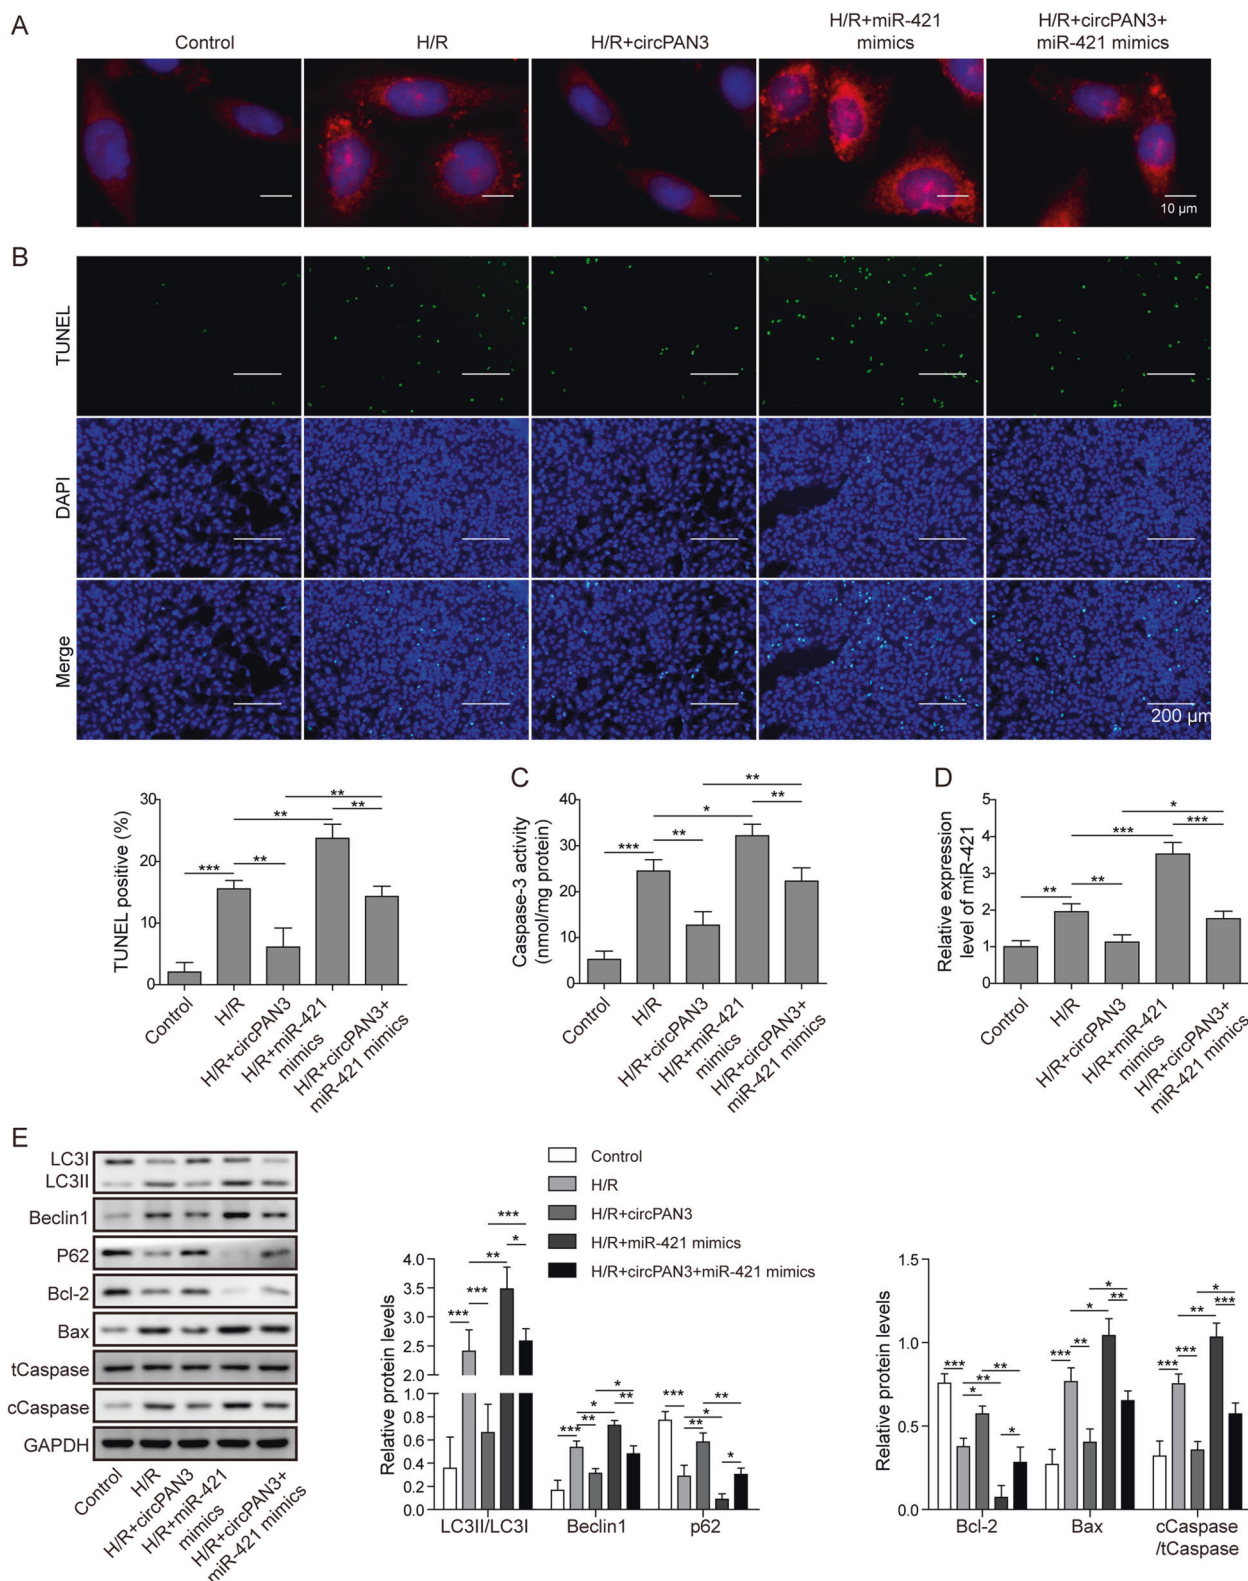 A
Control
H/R
H/R+circPAN3
H/R+miR-421
mimics
H/R+circPAN3+
miR-421 mimics
10 µm
B
TUNEL
DAPI
Merge
200 µm
TUNEL positive (%)
30
20
10
0
***
**
**
**
**
Control
H/R
H/R+circPAN3
H/R+miR-421
mimics
H/R+circPAN3+
miR-421 mimics
C
Caspase-3 activity
(nmol/mg protein)
40
30
20
10
0
***
**
*
**
**
Control
H/R
H/R+circPAN3
H/R+miR-421
mimics
H/R+circPAN3+
miR-421 mimics
D
Relative expression
level of miR-421
5
4
3
2
1
0
**
**
***
***
*
Control
H/R
H/R+circPAN3
H/R+miR-421
mimics
H/R+circPAN3+
miR-421 mimics
E
LC3I
LC3II
Beclin1
P62
Bcl-2
Bax
tCaspase
cCaspase
GAPDH
Control
H/R
H/R+circPAN3
H/R+miR-421
mimics
H/R+circPAN3+
miR-421 mimics
Control
H/R
H/R+circPAN3
H/R+miR-421 mimics
H/R+circPAN3+miR-421 mimics
Relative protein levels
4.0
3.5
3.0
2.5
2.0
1.0
0.8
0.6
0.4
0.2
0.0
***
***
**
*
***
***
**
*
**
*
***
**
*
*
**
LC3II/LC3I
Beclin1
p62
Relative protein levels
1.5
1.0
0.5
0.0
***
*
**
*
**
***
**
*
**
*
***
***
**
***
*
Bcl-2
Bax
cCaspase
/tCaspase